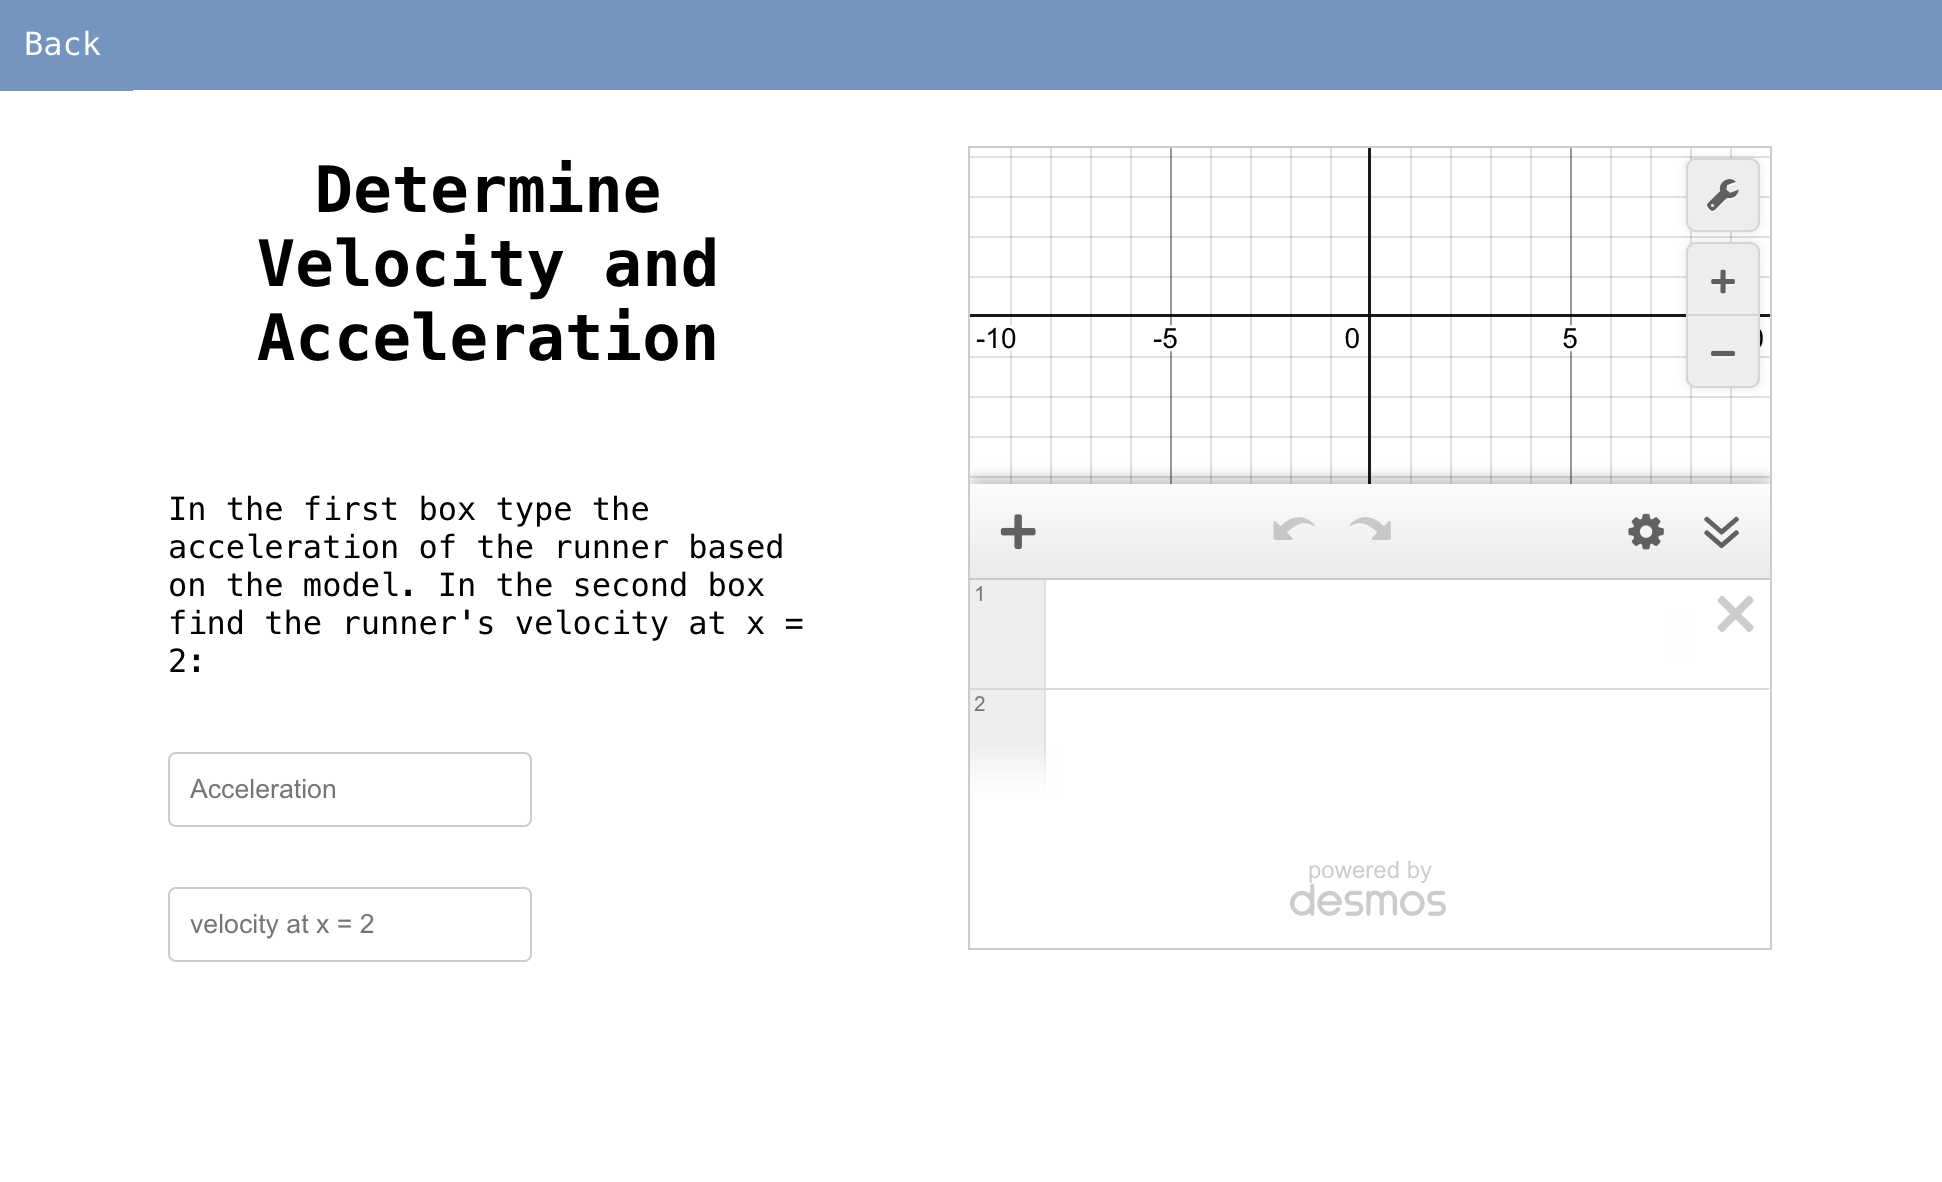 Back
Determine
Velocity and
Acceleration
In the first box type the
acceleration of the runner based
on the model. In the second box
find the runner's velocity at x =
2:
Acceleration
velocity at x = 2
-10 -5 0 5
1
2
powered by
desmos